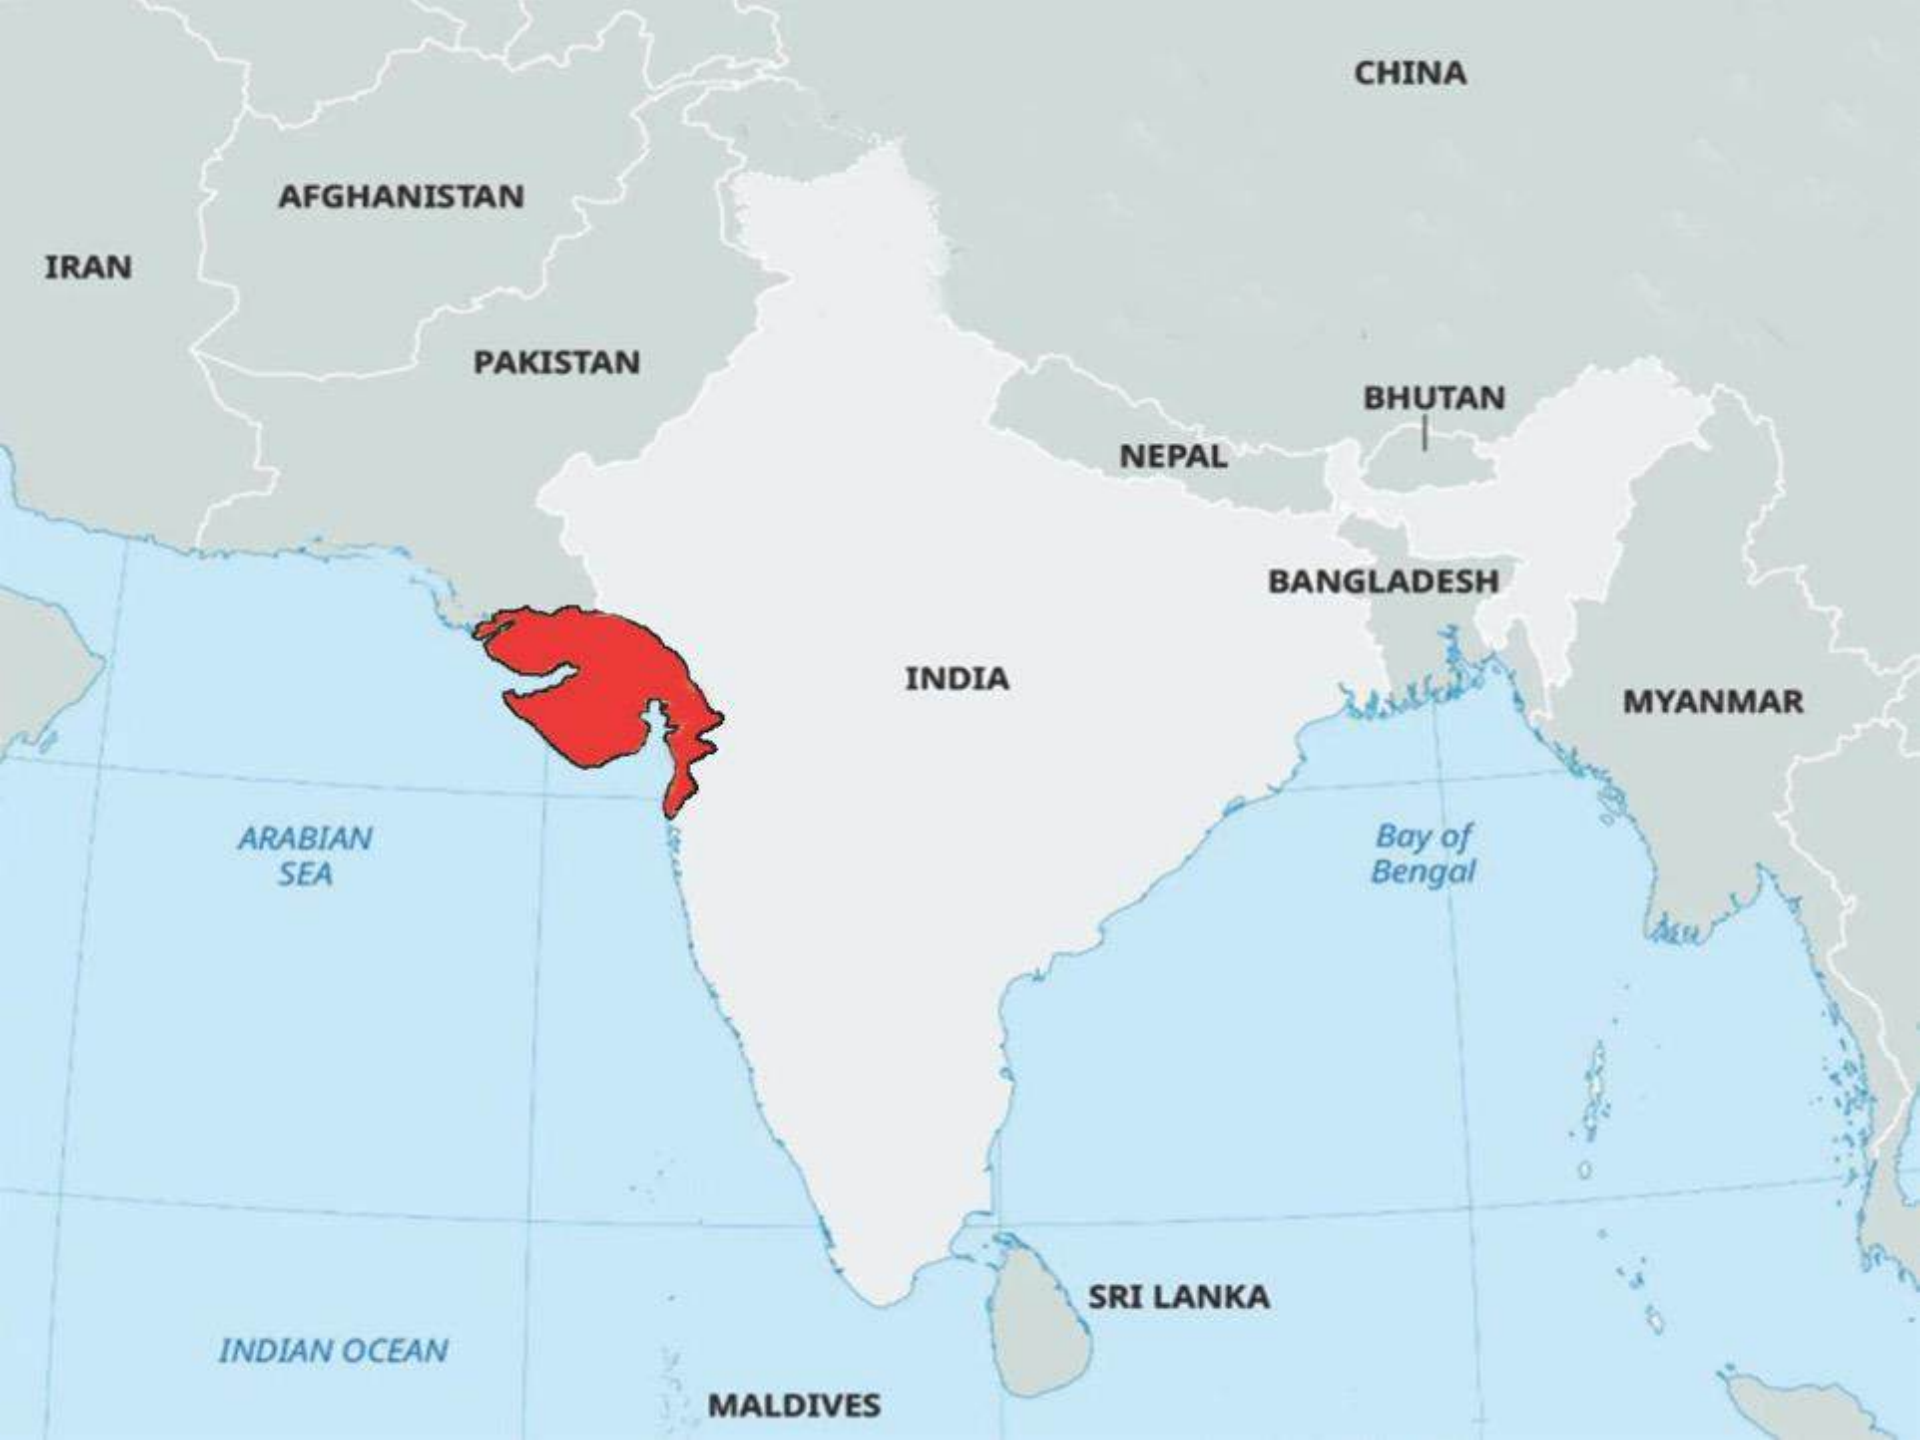 CHINA
AFGHANISTAN
IRAN
PAKISTAN
BHUTAN
NEPAL
BANGLADESH
INDIA
MYANMAR
ARABIAN
SEA
Bay of
Bengal
SRI LANKA
INDIAN OCEAN
MALDIVES